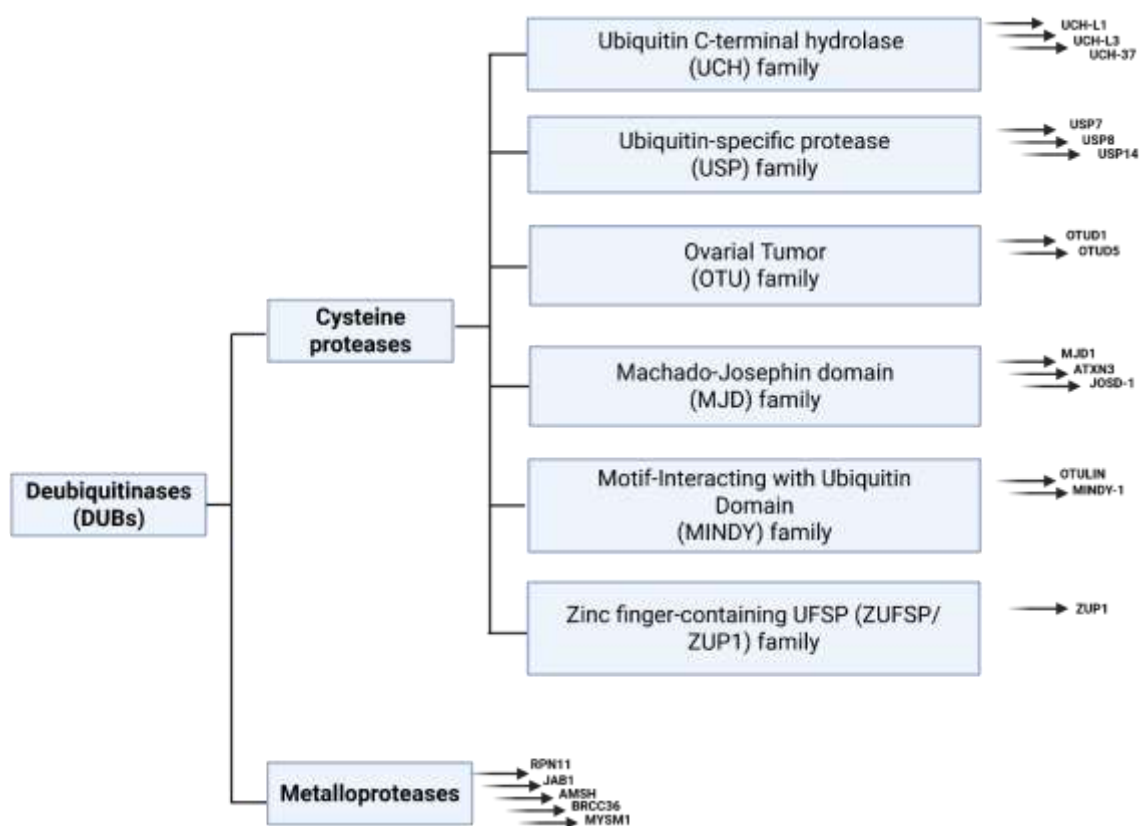 Ubiquitin C-terminal hydrolase
(UCH) family
UCH-L1
UCH-L3
UCH-37
Ubiquitin-specific protease
(USP) family
USP7
USP8
USP14
Ovarial Tumor
(OTU) family
OTUD1
OTUD5
Cysteine
proteases
Machado-Josephin domain
(MJD) family
MJD1
ATXN3
JOSD-1
Deubiquitinases
(DUBs)
Motif-Interacting with Ubiquitin
Domain
(MINDY) family
OTULIN
MINDY-1
Zinc finger-containing UFSP (ZUFSP/
ZUP1) family
ZUP1
Metalloproteases
RPN11
JAB1
AMSH
BRCC36
MYSM1